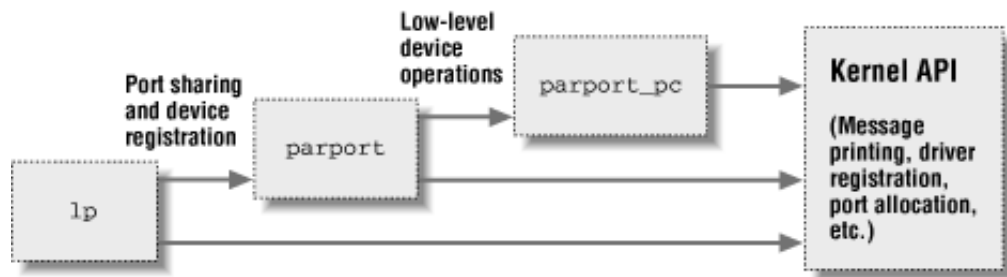 Low-level
device
operations
Port sharing
and device
registration
lp
parport
parport_pc
Kernel API
(Message
printing, driver
registration,
port allocation,
etc.)